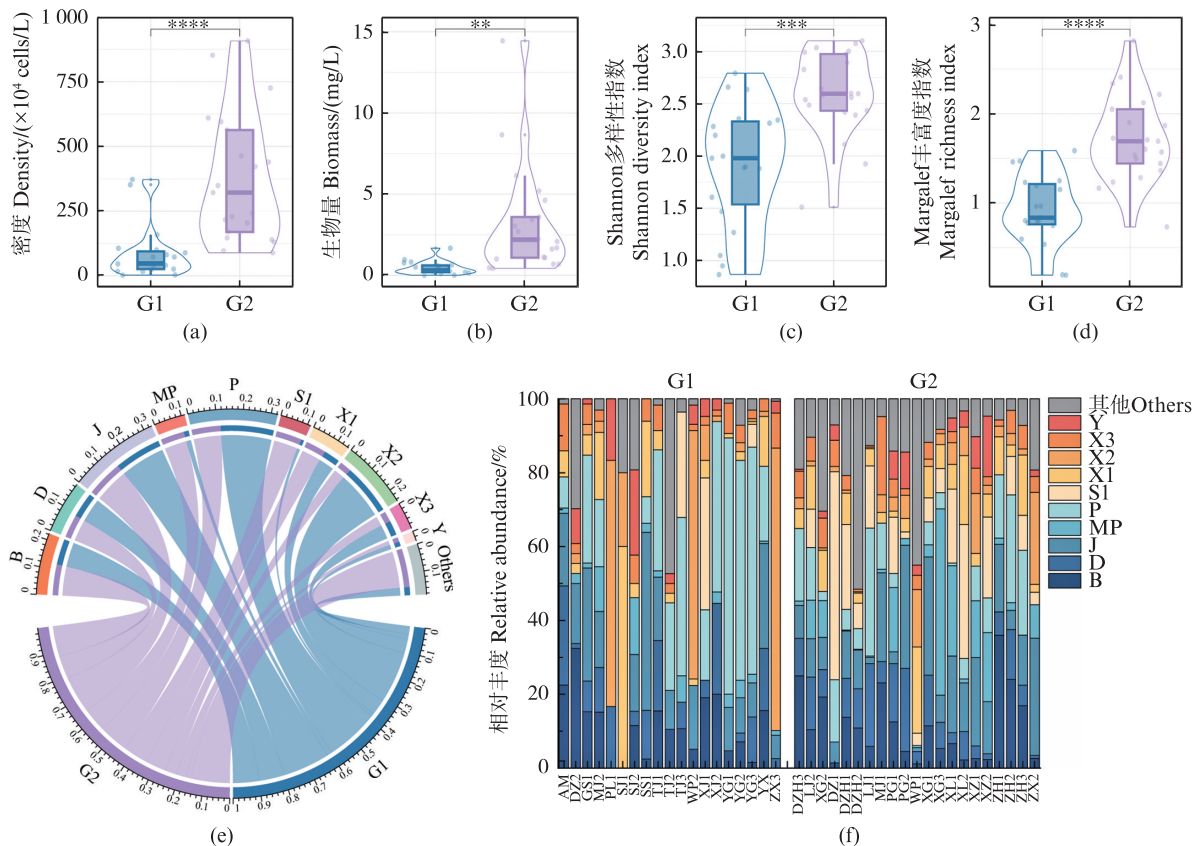 ****
1 000
750
500
250
0
密度 Density/(×10⁴ cells/L)
G1
G2
(a)
**
15
10
5
0
生物量 Biomass/(mg/L)
G1
G2
(b)
***
3.0
2.5
2.0
1.5
1.0
Shannon多样性指数
Shannon diversity index
G1
G2
(c)
****
3
2
1
0
Margalef丰富度指数
Margalef richness index
G1
G2
(d)
B
D
J
MP
P
S1
X1
X2
X3
Y
Others
G2
G1
(e)
G1
G2
100
80
60
40
20
0
相对丰度 Relative abundance/%
AM
DZ2
GS1
MJ2
PL1
SJ1
SJ2
SS1
TJ1
TJ2
TJ3
WP2
XJ1
XJ2
YG1
YG2
YG3
YX
ZX3
DZH3
LJ2
XG2
DZ1
DZH1
DZH2
LJ1
MJ1
PG1
PG2
WP1
XG1
XG3
XL1
XL2
XZ1
XZ2
ZH1
ZH2
ZH3
ZX2
其他Others
Y
X3
X2
X1
S1
P
MP
J
D
B
(f)